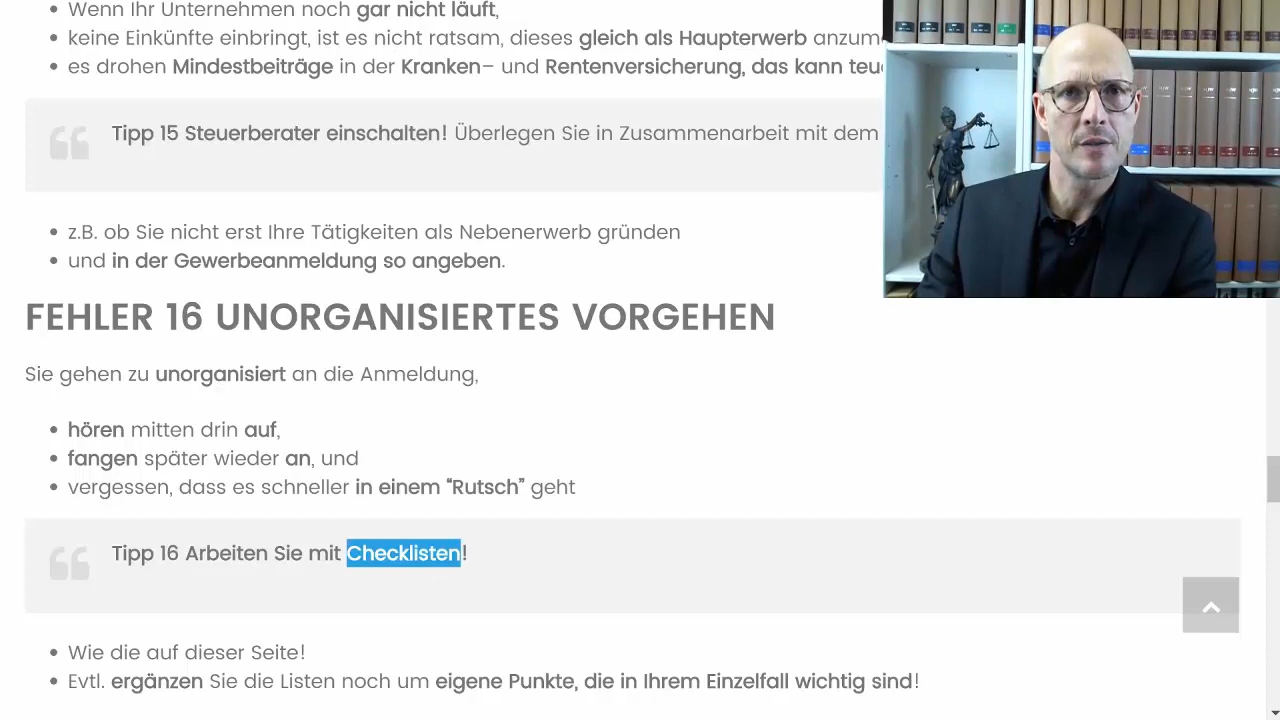 Wenn Ihr Unternehmen noch gar nicht läuft,
keine Einkünfte einbringt, ist es nicht ratsam, dieses gleich als Haupterwerb
es drohen Mindestbeiträge in der Kranken– und Rentenversicherung, das kann
Tipp 15 Steuerberater einschalten! Überlegen Sie in Zusammenarbeit mit dem
z.B. ob Sie nicht erst Ihre Tätigkeiten als Nebenerwerb gründen
und in der Gewerbeanmeldung so angeben.
FEHLER 16 UNORGANISIERTES VORGEHEN
Sie gehen zu unorganisiert an die Anmeldung,
hören mitten drin auf,
fangen später wieder an, und
vergessen, dass es schneller in einem “Rutsch” geht
Tipp 16 Arbeiten Sie mit Checklisten!
Wie die auf dieser Seite!
Evtl. ergänzen Sie die Listen noch um eigene Punkte, die in Ihrem Einzelfall wichtig sind!